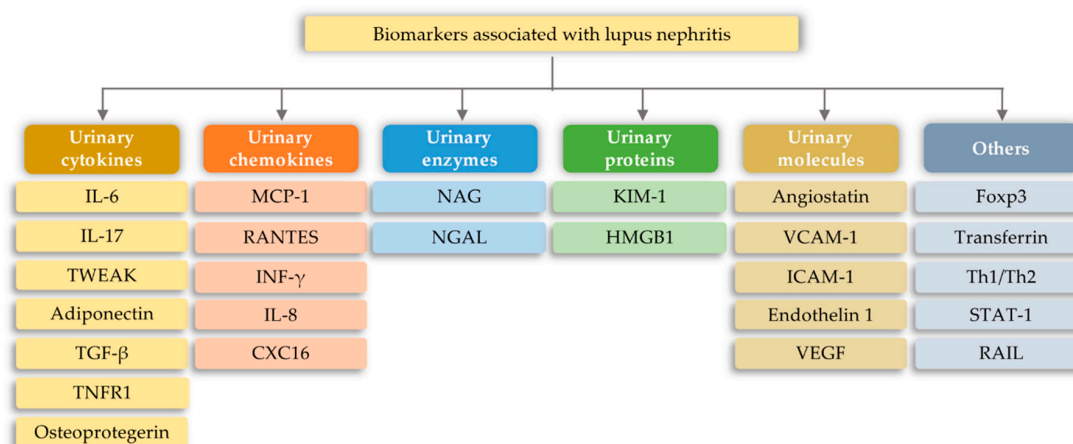 Biomarkers associated with lupus nephritis
Urinary
cytokines
IL-6
IL-17
TWEAK
Adiponectin
TGF-β
TNFR1
Osteoprotegerin
Urinary
chemokines
MCP-1
RANTES
INF-γ
IL-8
CXC16
Urinary
enzymes
NAG
NGAL
Urinary
proteins
KIM-1
HMGB1
Urinary
molecules
Angiostatin
VCAM-1
ICAM-1
Endothelin 1
VEGF
Others
Foxp3
Transferrin
Th1/Th2
STAT-1
RAIL